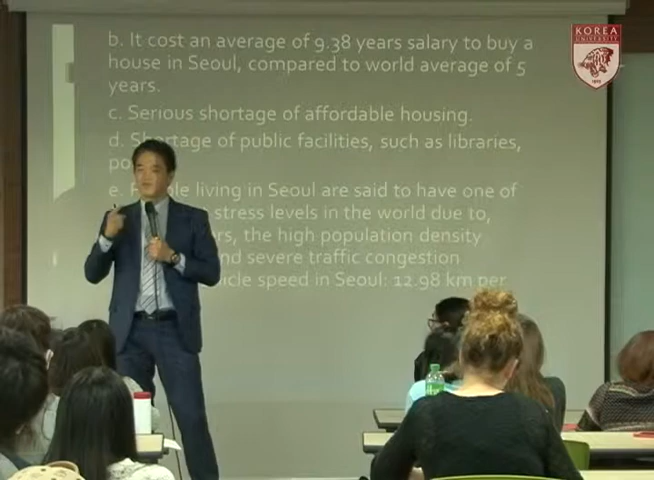 KOREA
UNIVERSITY
b. It cost an average of 9.38 years salary to buy a
house in Seoul, compared to world average of 5
years.
c. Serious shortage of affordable housing.
d. Shortage of public facilities, such as libraries,
e. living in Seoul are said to have one of
stress levels in the world due to,
the high population density
and severe traffic congestion
speed in Seoul: 12.98 km per